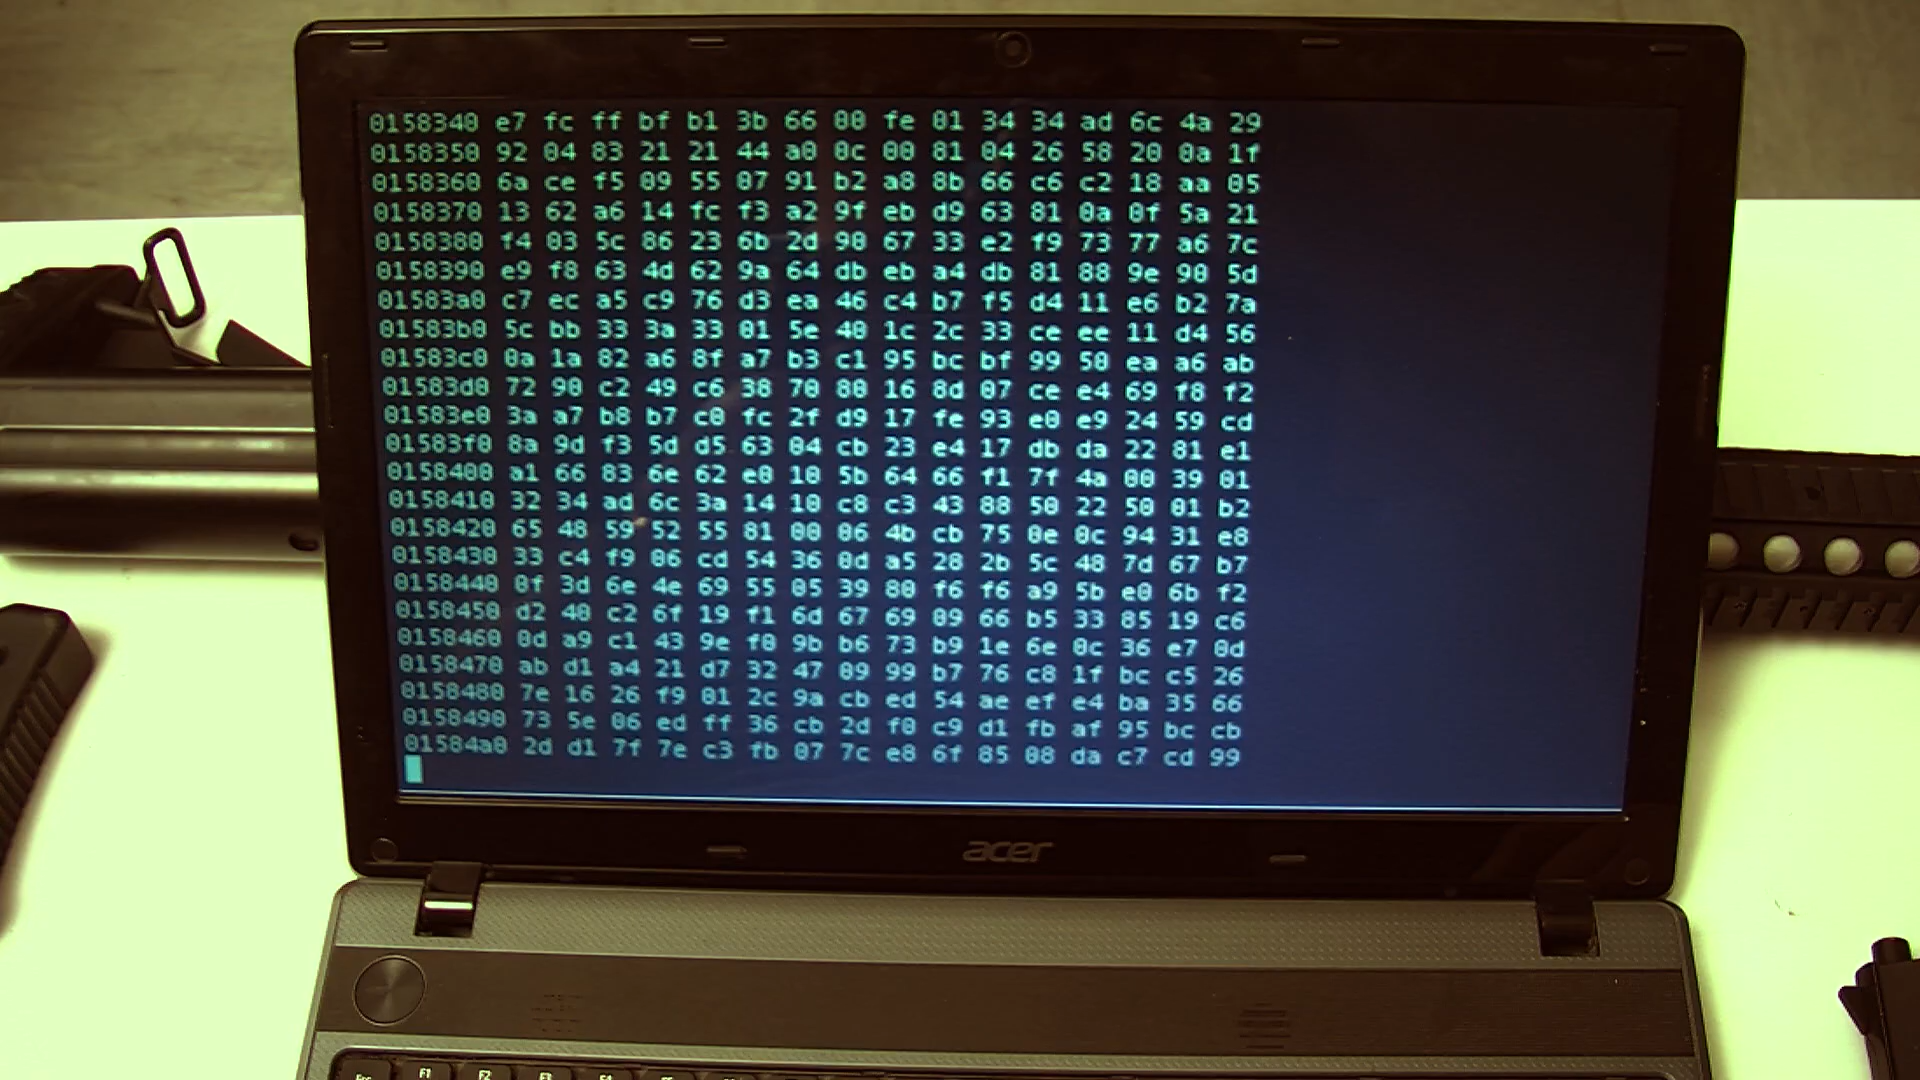 0158340 e7 fc ff bf b1 3b 66 00 fe 01 34 34 ad 6c 4a 29
0158350 92 04 83 21 21 44 a0 0c 00 81 04 26 58 20 0a 1f
0158360 6a ce f5 09 55 07 91 b2 a8 8b 66 c6 c2 18 aa 05
0158370 13 62 a6 14 fc f3 a2 9f eb d9 63 81 0a 0f 5a 21
0158380 f4 03 5c 86 23 6b 2d 90 67 33 e2 f9 73 77 a6 7c
0158390 e9 f8 63 4d 62 9a 64 db eb a4 db 81 88 9e 90 5d
01583a0 c7 ec a5 c9 76 d3 ea 46 c4 b7 f5 d4 11 e6 b2 7a
01583b0 5c bb 33 3a 33 01 5e 40 1c 2c 33 ce ee 11 d4 56
01583c0 0a 1a 82 a6 8f a7 b3 c1 95 bc bf 99 50 ea a6 ab
01583d0 72 90 c2 49 c6 38 70 80 16 8d 07 ce e4 69 f8 f2
01583e0 3a a7 b8 b7 c0 fc 2f d9 17 fe 93 e0 e9 24 59 cd
01583f0 8a 9d f3 5d d5 63 04 cb 23 e4 17 db da 22 81 e1
0158400 a1 66 83 6e 62 e0 10 5b 64 66 f1 7f 4a 00 39 01
0158410 32 34 ad 6c 3a 14 10 c8 c3 43 88 50 22 50 01 b2
0158420 65 48 59 52 55 81 00 06 4b cb 75 0e 0c 94 31 e8
0158430 33 c4 f9 06 cd 54 36 0d a5 28 2b 5c 48 7d 67 b7
0158440 0f 3d 6e 4e 69 55 05 39 80 f6 f6 a9 5b e0 6b f2
0158450 d2 40 c2 6f 19 f1 6d 67 69 09 66 b5 33 85 19 c6
0158460 0d a9 c1 43 9e f0 9b b6 73 b9 1e 6e 0c 36 e7 0d
0158470 ab d1 a4 21 d7 32 47 09 99 b7 76 c8 1f bc c5 26
0158480 7e 16 26 f9 01 2c 9a cb ed 54 ae ef e4 ba 35 66
0158490 73 5e 06 ed ff 36 cb 2d f0 c9 d1 fb af 95 bc cb
01584a0 2d d1 7f 7e c3 fb 07 7c e8 6f 85 08 da c7 cd 99
acer
F1 F2 F3